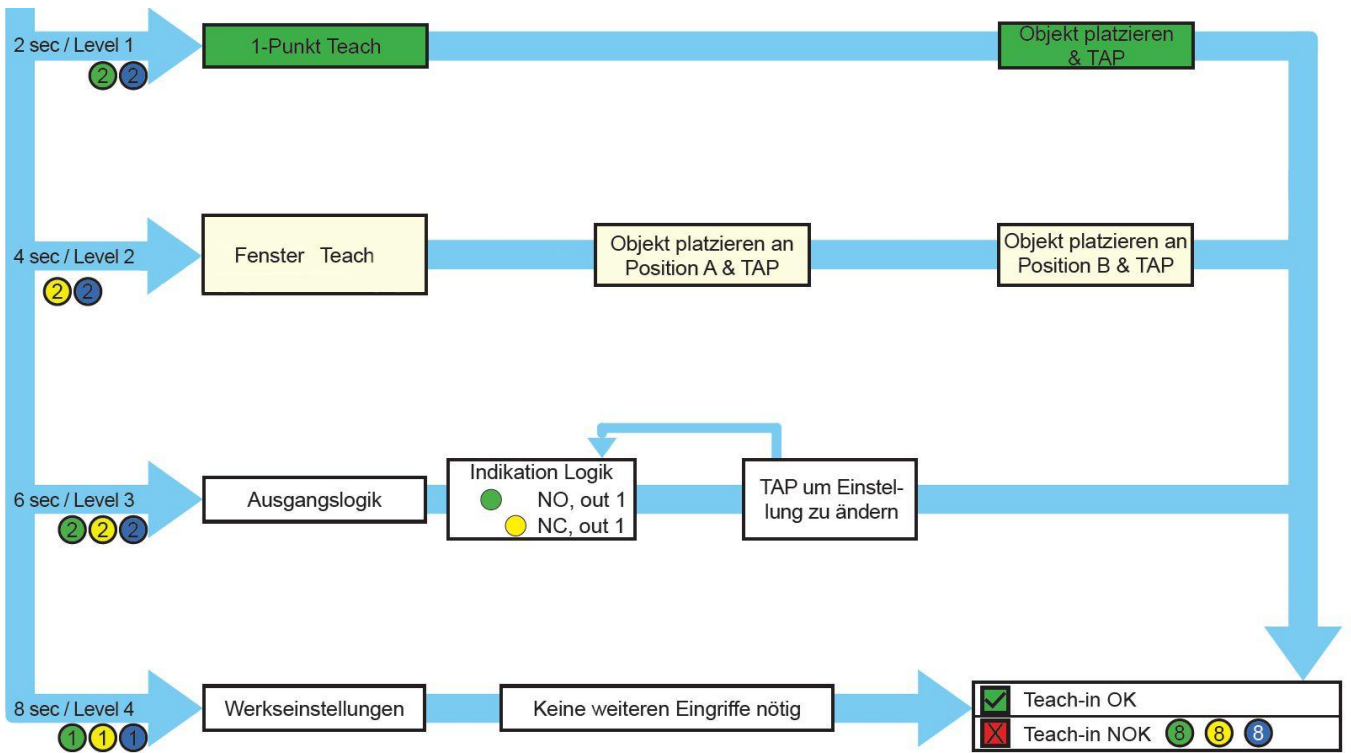 2 sec / Level 1
2 2
1-Punkt Teach
Objekt platzieren
& TAP
4 sec / Level 2
2 2
Fenster Teach
Objekt platzieren an
Position A & TAP
Objekt platzieren an
Position B & TAP
6 sec / Level 3
2 2 2
Ausgangslogik
Indikation Logik
NO, out 1
NC, out 1
TAP um Einstel-
lung zu ändern
8 sec / Level 4
1 1 1
Werkseinstellungen
Keine weiteren Eingriffe nötig
Teach-in OK
X Teach-in NOK 8 8 8